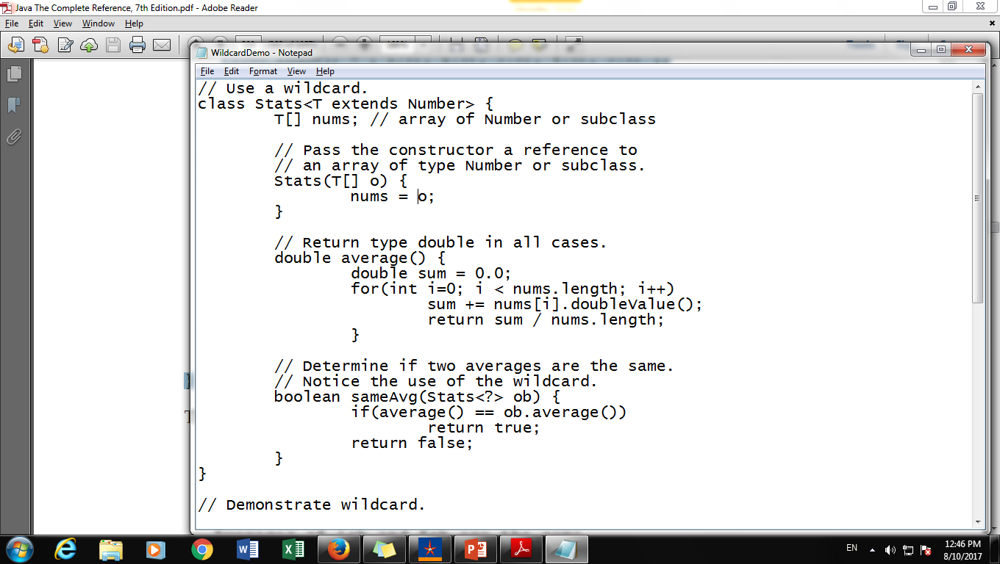 Java The Complete Reference, 7th Edition.pdf - Adobe Reader
File Edit View Window Help
WildcardDemo - Notepad
File Edit Format View Help
// Use a wildcard.
class Stats<T extends Number> {
T[] nums; // array of Number or subclass
// Pass the constructor a reference to
// an array of type Number or subclass.
Stats(T[] o) {
nums = o;
}
// Return type double in all cases.
double average() {
double sum = 0.0;
for(int i=0; i < nums.length; i++)
sum += nums[i].doubleValue();
return sum / nums.length;
}
// Determine if two averages are the same.
// Notice the use of the wildcard.
boolean sameAvg(Stats<?> ob) {
if(average() == ob.average())
return true;
return false;
}
}
// Demonstrate wildcard.
EN
12:46 PM
8/10/2017